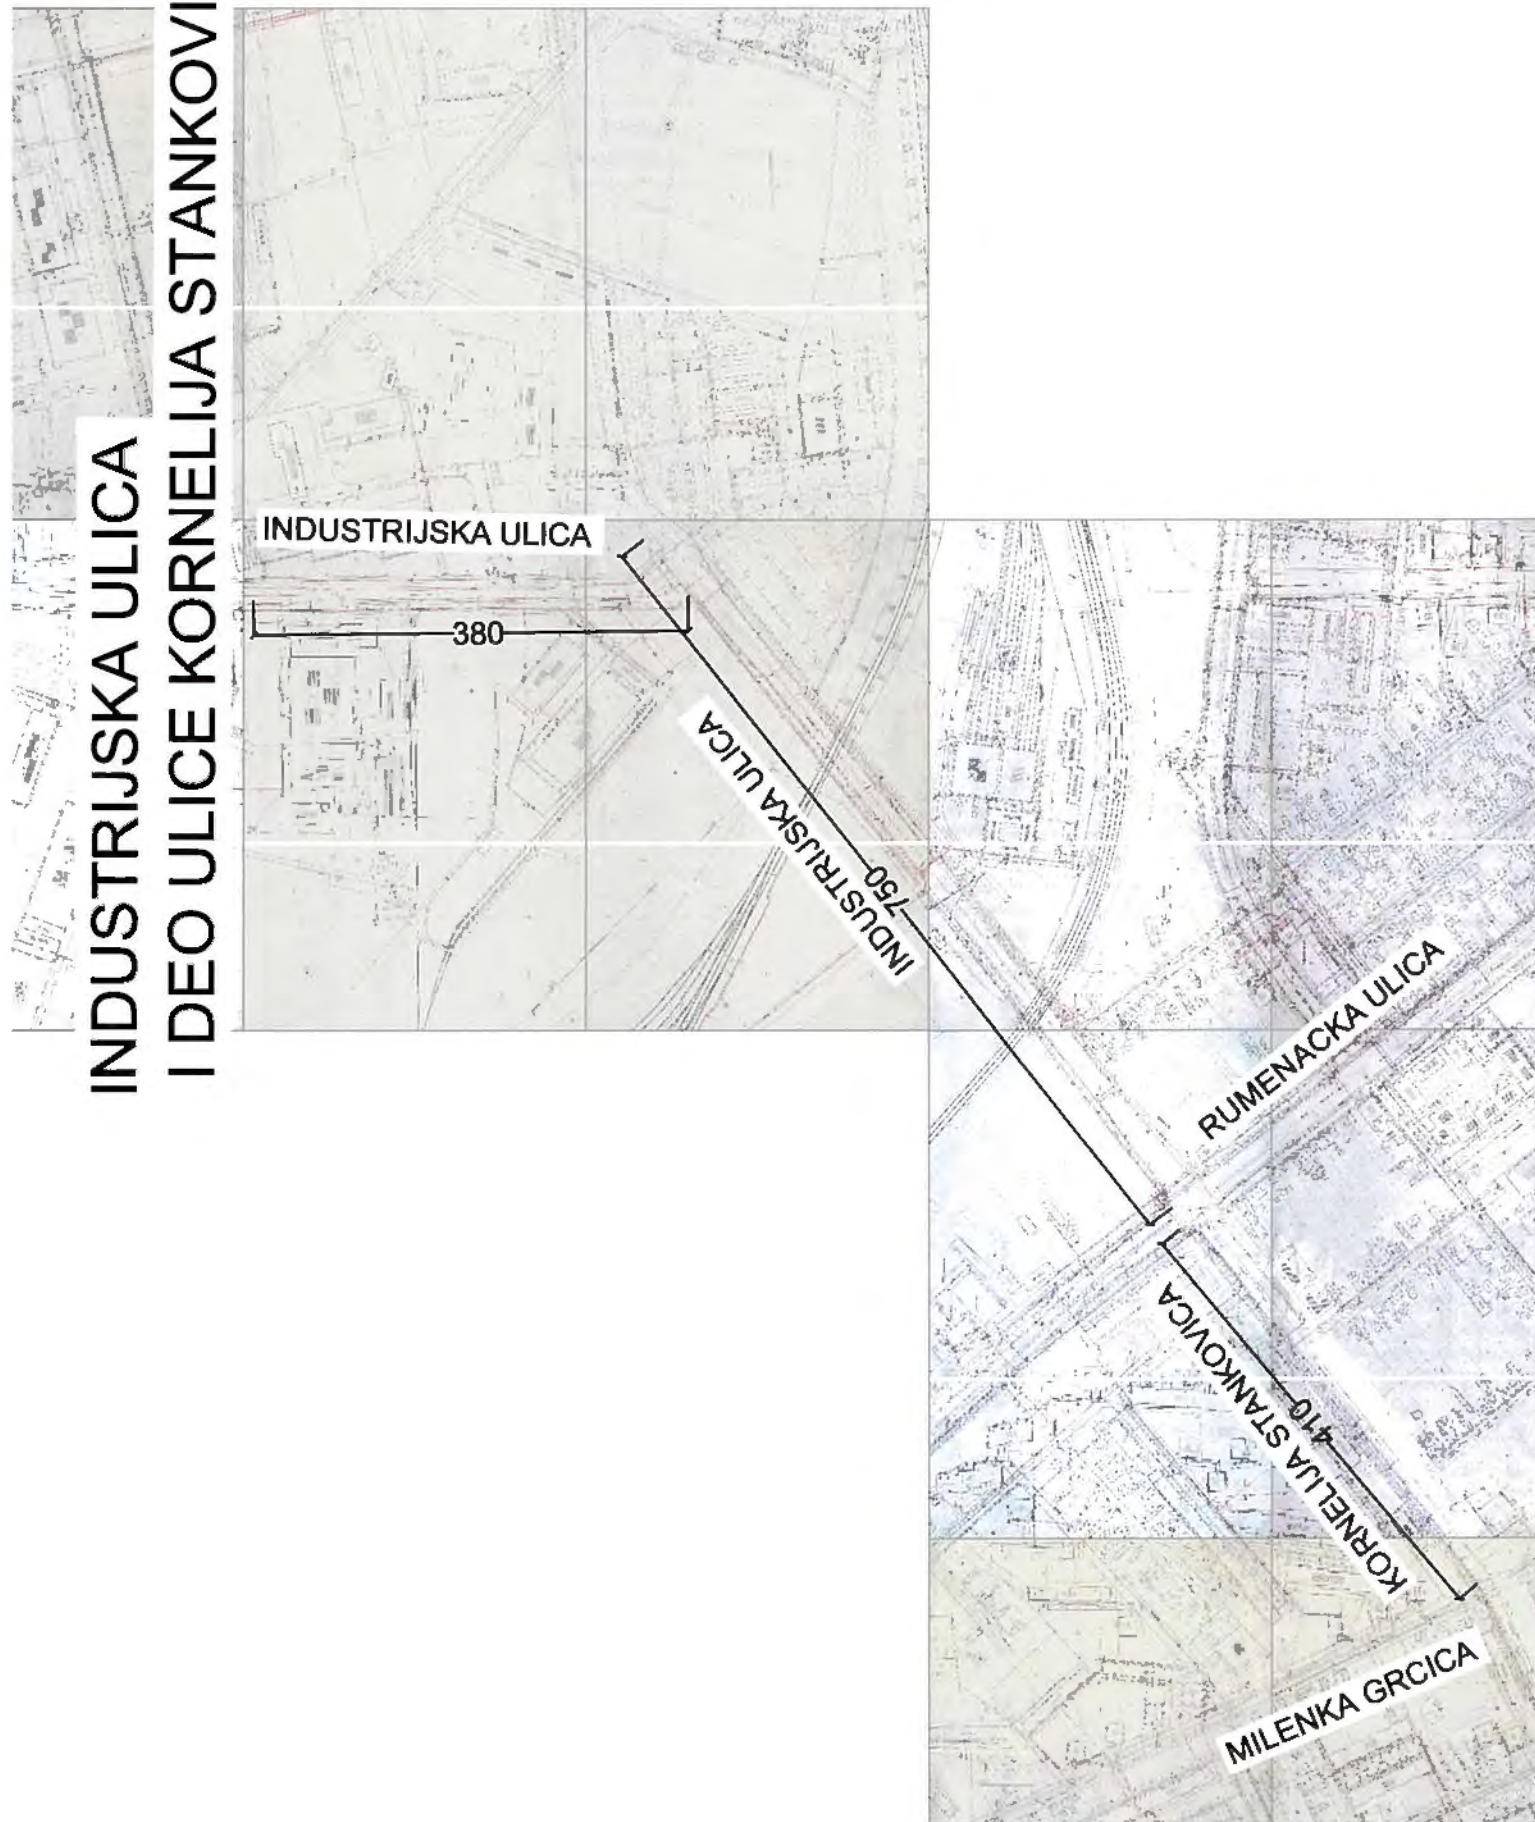 INDUSTRIJSKA ULICA
I DEO ULICE KORNELIJA STANKOVI
INDUSTRIJSKA ULICA
380
INDUSTRIJSKA ULICA
750
RUMENACKA ULICA
KORNELIJA STANKOVICA
410
MILENKA GRCICA